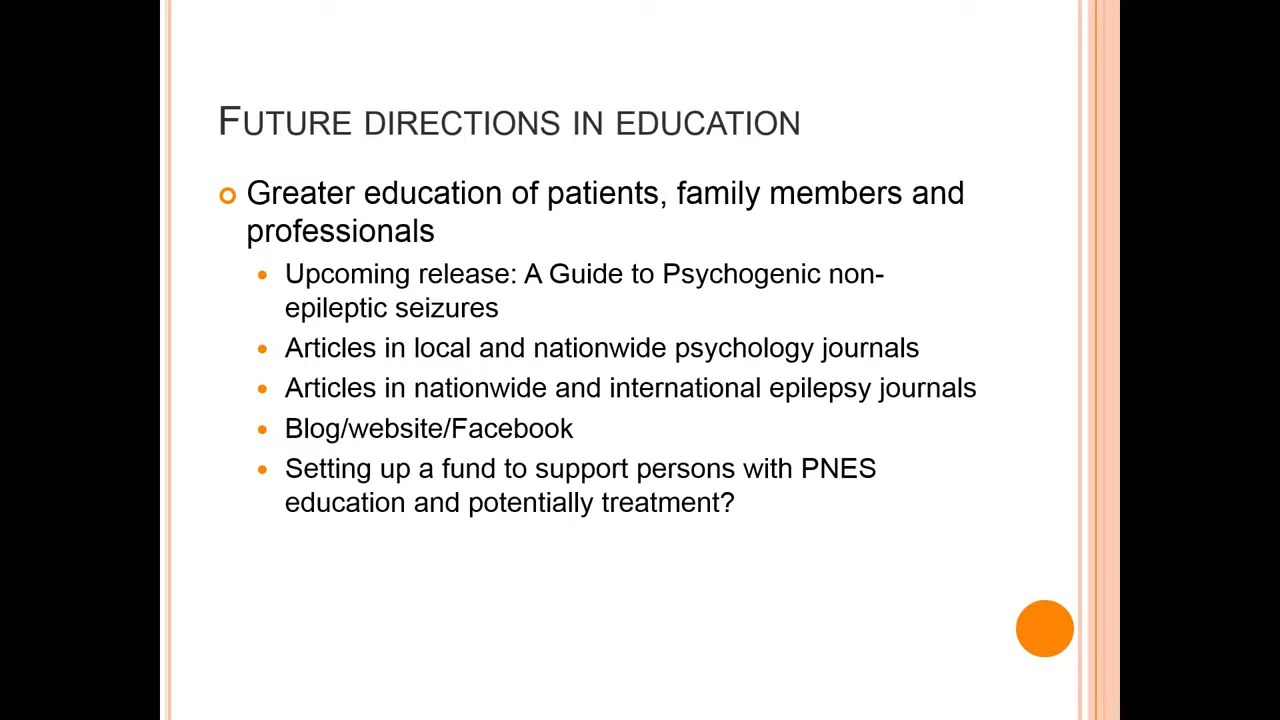 FUTURE DIRECTIONS IN EDUCATION
Greater education of patients, family members and
professionals
Upcoming release: A Guide to Psychogenic non-
epileptic seizures
Articles in local and nationwide psychology journals
Articles in nationwide and international epilepsy journals
Blog/website/Facebook
Setting up a fund to support persons with PNES
education and potentially treatment?